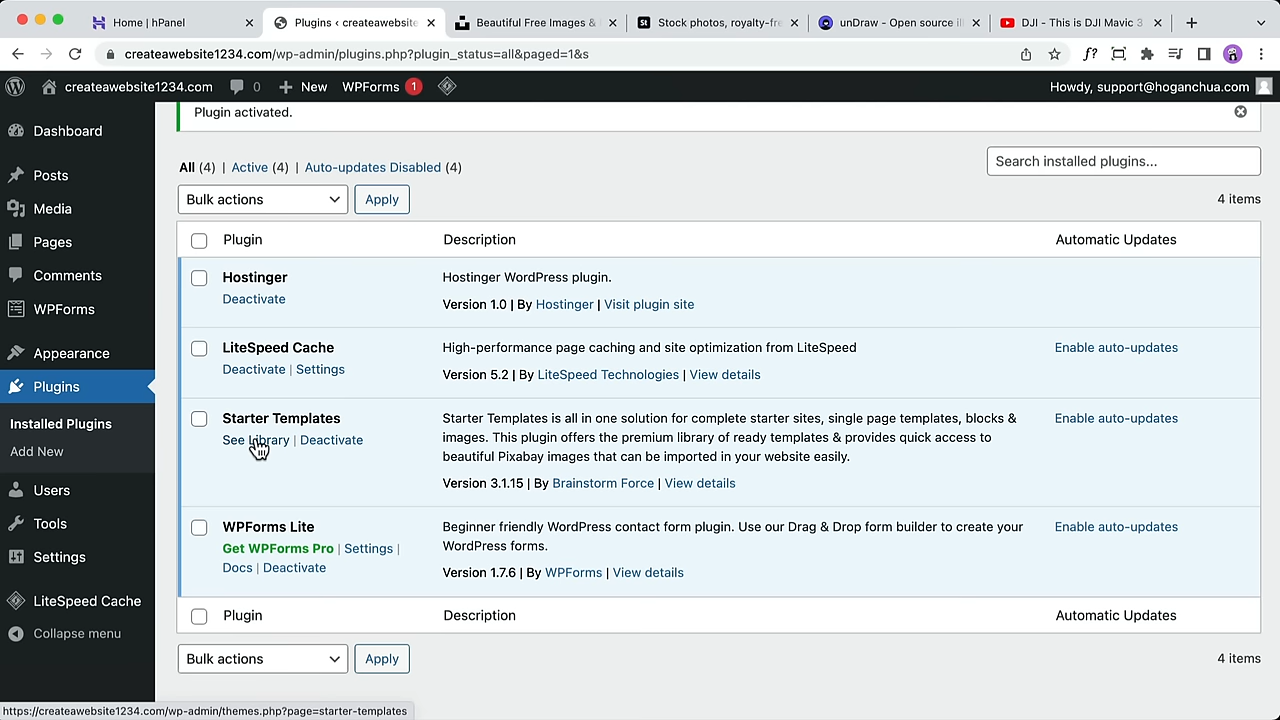 Home | hPanel
Plugins ‹ createawebsite
Beautiful Free Images &
Stock photos, royalty-fre
unDraw - Open source il
DJI - This is DJI Mavic 3
createawebsite1234.com/wp-admin/plugins.php?plugin_status=all&paged=1&s
createawebsite1234.com 0 + New WPForms 1 Howdy, support@hoganchua.com
Dashboard
Posts
Media
Pages
Comments
WPForms
Appearance
Plugins
Installed Plugins
Add New
Users
Tools
Settings
LiteSpeed Cache
Collapse menu
Plugin activated.
All (4) | Active (4) | Auto-updates Disabled (4)
Search installed plugins...
Bulk actions Apply
4 items
Plugin Description Automatic Updates
Hostinger
Deactivate
Hostinger WordPress plugin.
Version 1.0 | By Hostinger | Visit plugin site
LiteSpeed Cache
Deactivate | Settings
High-performance page caching and site optimization from LiteSpeed
Version 5.2 | By LiteSpeed Technologies | View details
Enable auto-updates
Starter Templates
See Library | Deactivate
Starter Templates is all in one solution for complete starter sites, single page templates, blocks &
images. This plugin offers the premium library of ready templates & provides quick access to
beautiful Pixabay images that can be imported in your website easily.
Version 3.1.15 | By Brainstorm Force | View details
Enable auto-updates
WPForms Lite
Get WPForms Pro | Settings |
Docs | Deactivate
Beginner friendly WordPress contact form plugin. Use our Drag & Drop form builder to create your
WordPress forms.
Version 1.7.6 | By WPForms | View details
Enable auto-updates
Plugin Description Automatic Updates
Bulk actions Apply
4 items
https://createawebsite1234.com/wp-admin/themes.php?page=starter-templates